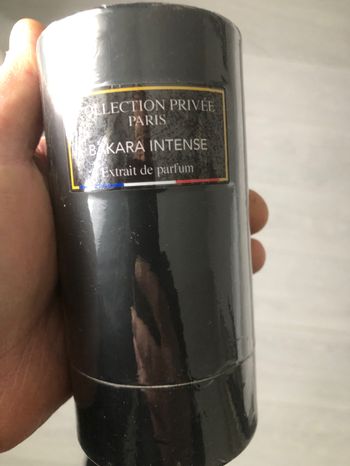 COLLECTION PRIVÉE
PARIS
BAKARA INTENSE
Extrait de parfum